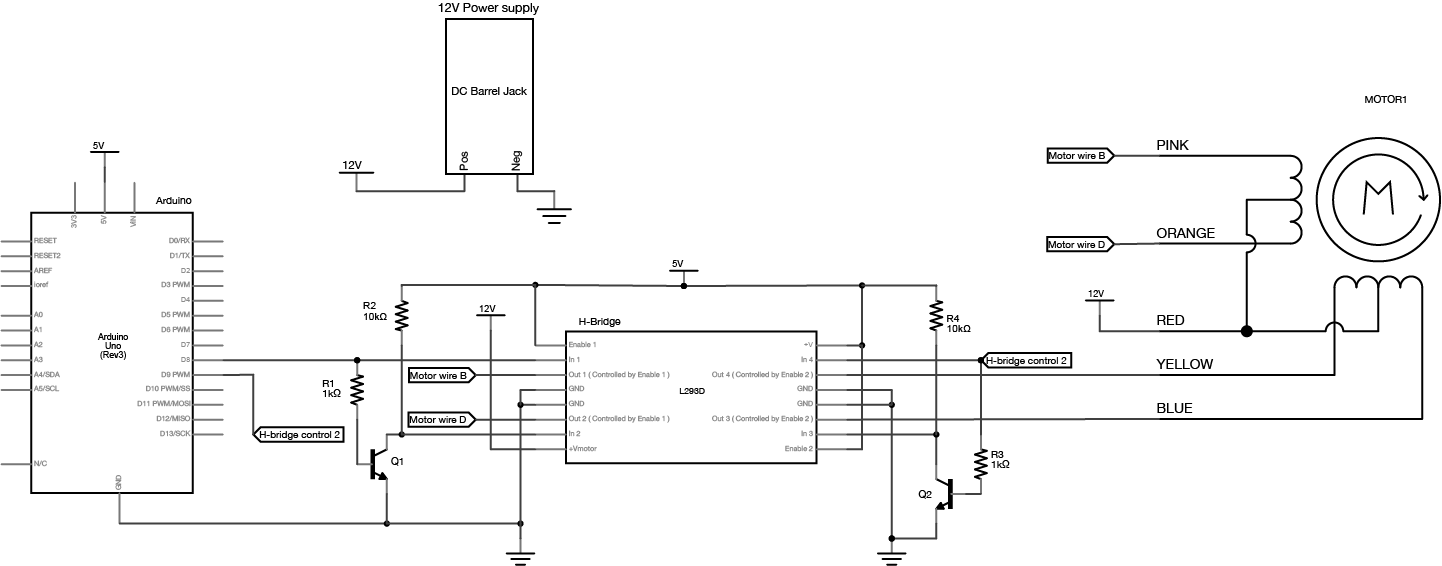 12V Power supply
DC Barrel Jack
Pos
Neg
12V
MOTOR1
M
Motor wire B
PINK
Motor wire D
ORANGE
12V
RED
YELLOW
BLUE
5V
Arduino
3V3
5V
VIN
RESET
RESET2
AREF
ioref
A0
A1
A2
A3
A4/SDA
A5/SCL
N/C
Arduino
Uno
(Rev3)
D0/RX
D1/TX
D2
D3 PWM
D4
D5 PWM
D6 PWM
D7
D8
D9 PWM
D10 PWM/SS
D11 PWM/MOSI
D12/MISO
D13/SCK
GND
H-bridge control 2
R2
10kΩ
R1
1kΩ
Q1
12V
5V
Motor wire B
Motor wire D
H-Bridge
Enable 1
In 1
Out 1 ( Controlled by Enable 1 )
GND
GND
Out 2 ( Controlled by Enable 1 )
In 2
+Vmotor
L293D
+V
In 4
Out 4 ( Controlled by Enable 2 )
GND
GND
Out 3 ( Controlled by Enable 2 )
In 3
Enable 2
R4
10kΩ
H-bridge control 2
R3
1kΩ
Q2